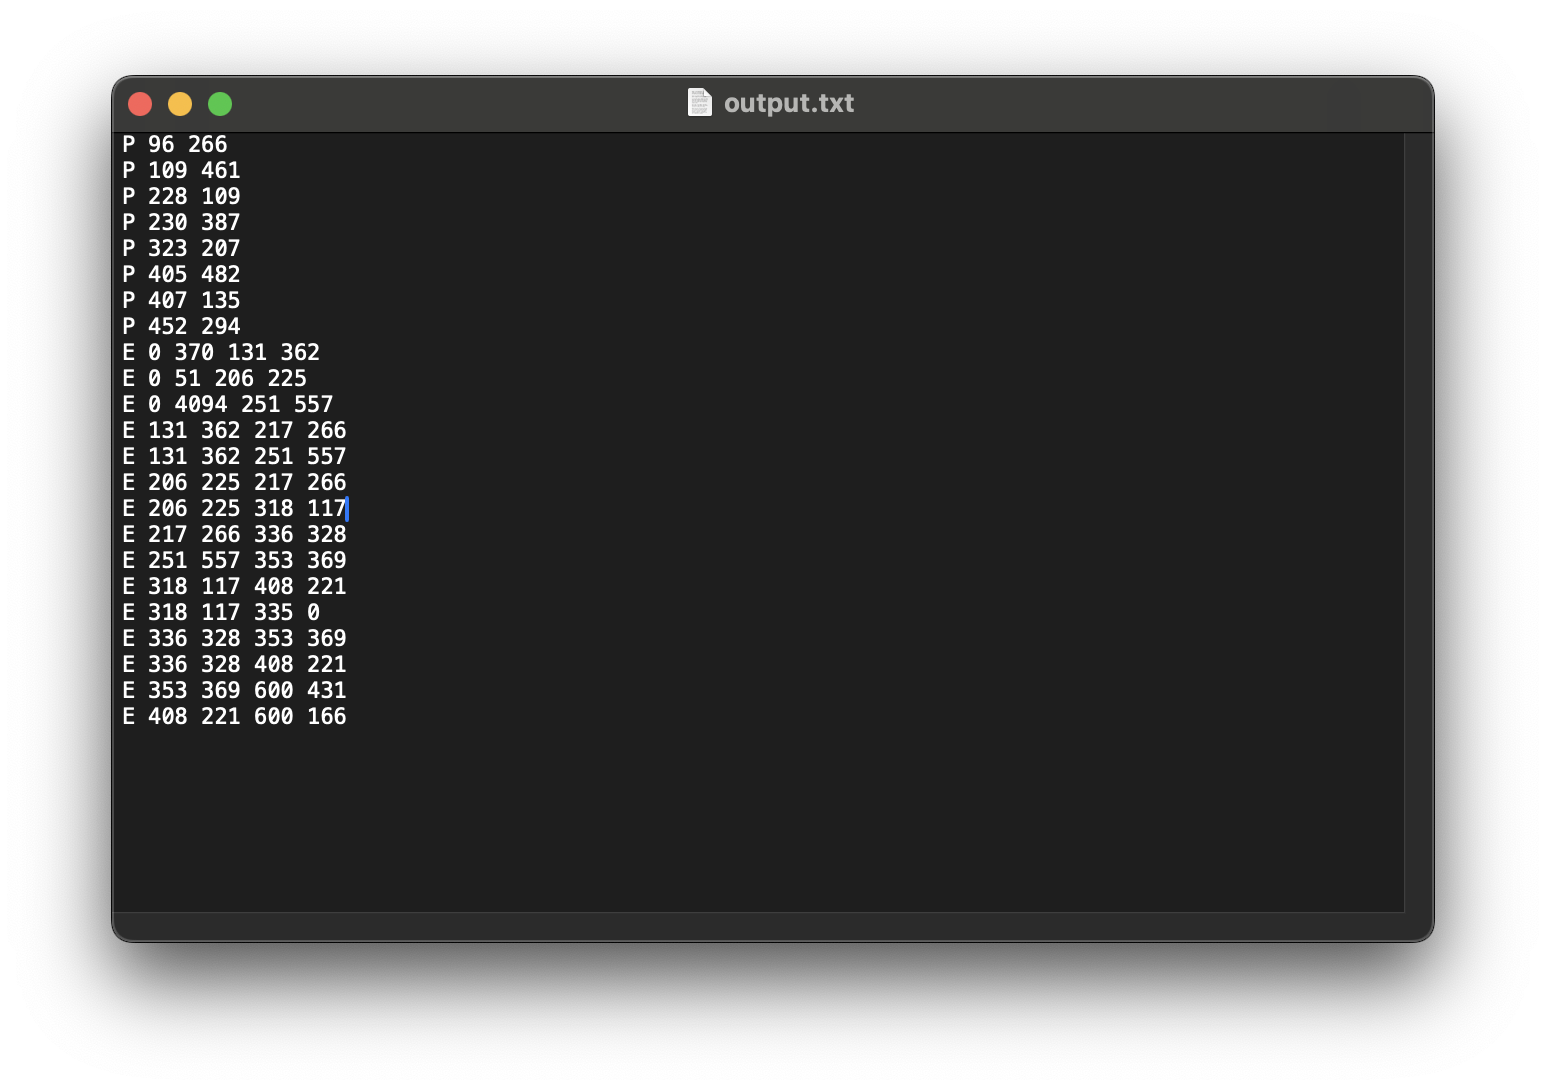 output.txt
P 96 266
P 109 461
P 228 109
P 230 387
P 323 207
P 405 482
P 407 135
P 452 294
E 0 370 131 362
E 0 51 206 225
E 0 4094 251 557
E 131 362 217 266
E 131 362 251 557
E 206 225 217 266
E 206 225 318 117
E 217 266 336 328
E 251 557 353 369
E 318 117 408 221
E 318 117 335 0
E 336 328 353 369
E 336 328 408 221
E 353 369 600 431
E 408 221 600 166